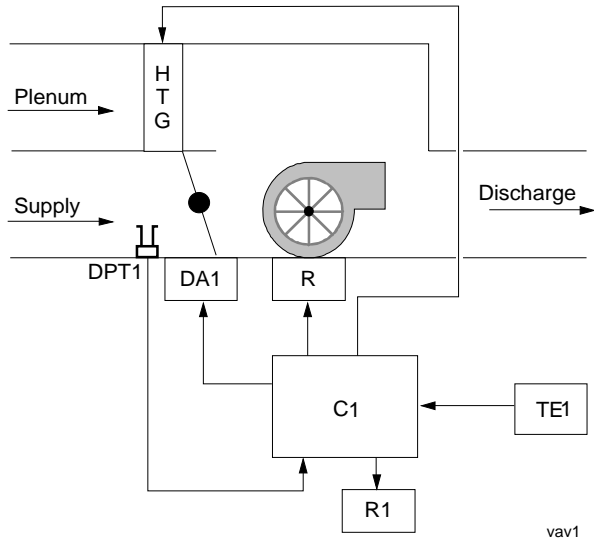 H
T
G
Plenum
Supply
Discharge
DPT1
DA1
R
C1
TE1
R1
vav1